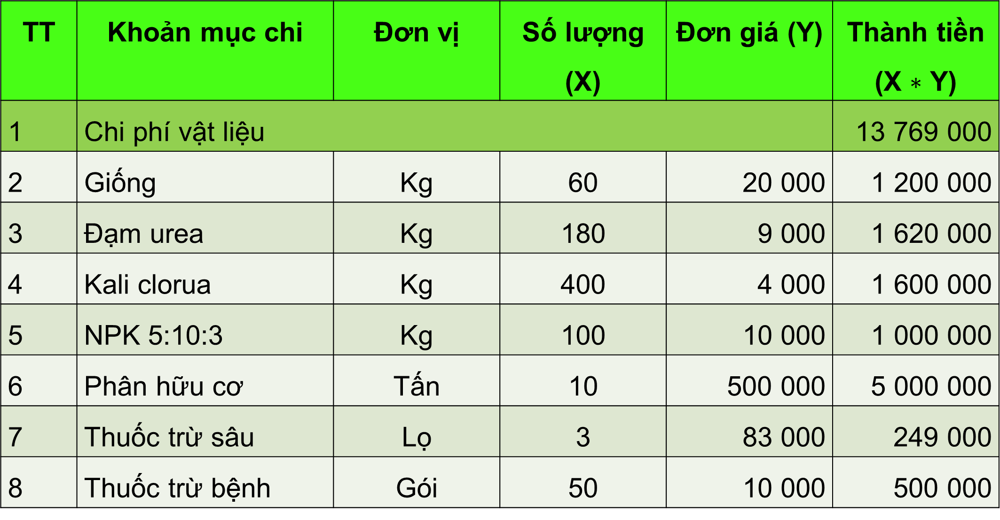 TT Khoản mục chi Đơn vị Số lượng (X) Đơn giá (Y) Thành tiền (X * Y)
1 Chi phí vật liệu 13 769 000
2 Giống Kg 60 20 000 1 200 000
3 Đạm urea Kg 180 9 000 1 620 000
4 Kali clorua Kg 400 4 000 1 600 000
5 NPK 5:10:3 Kg 100 10 000 1 000 000
6 Phân hữu cơ Tấn 10 500 000 5 000 000
7 Thuốc trừ sâu Lọ 3 83 000 249 000
8 Thuốc trừ bệnh Gói 50 10 000 500 000